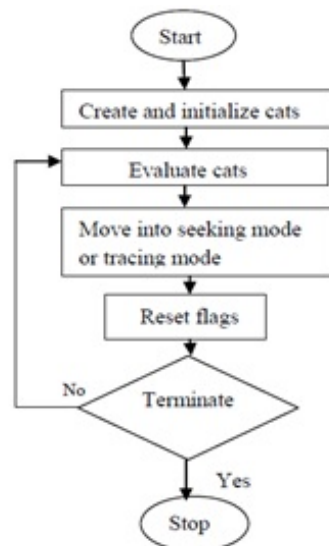 Start
Create and initialize cats
Evaluate cats
Move into seeking mode
or tracing mode
Reset flags
No
Terminate
Yes
Stop